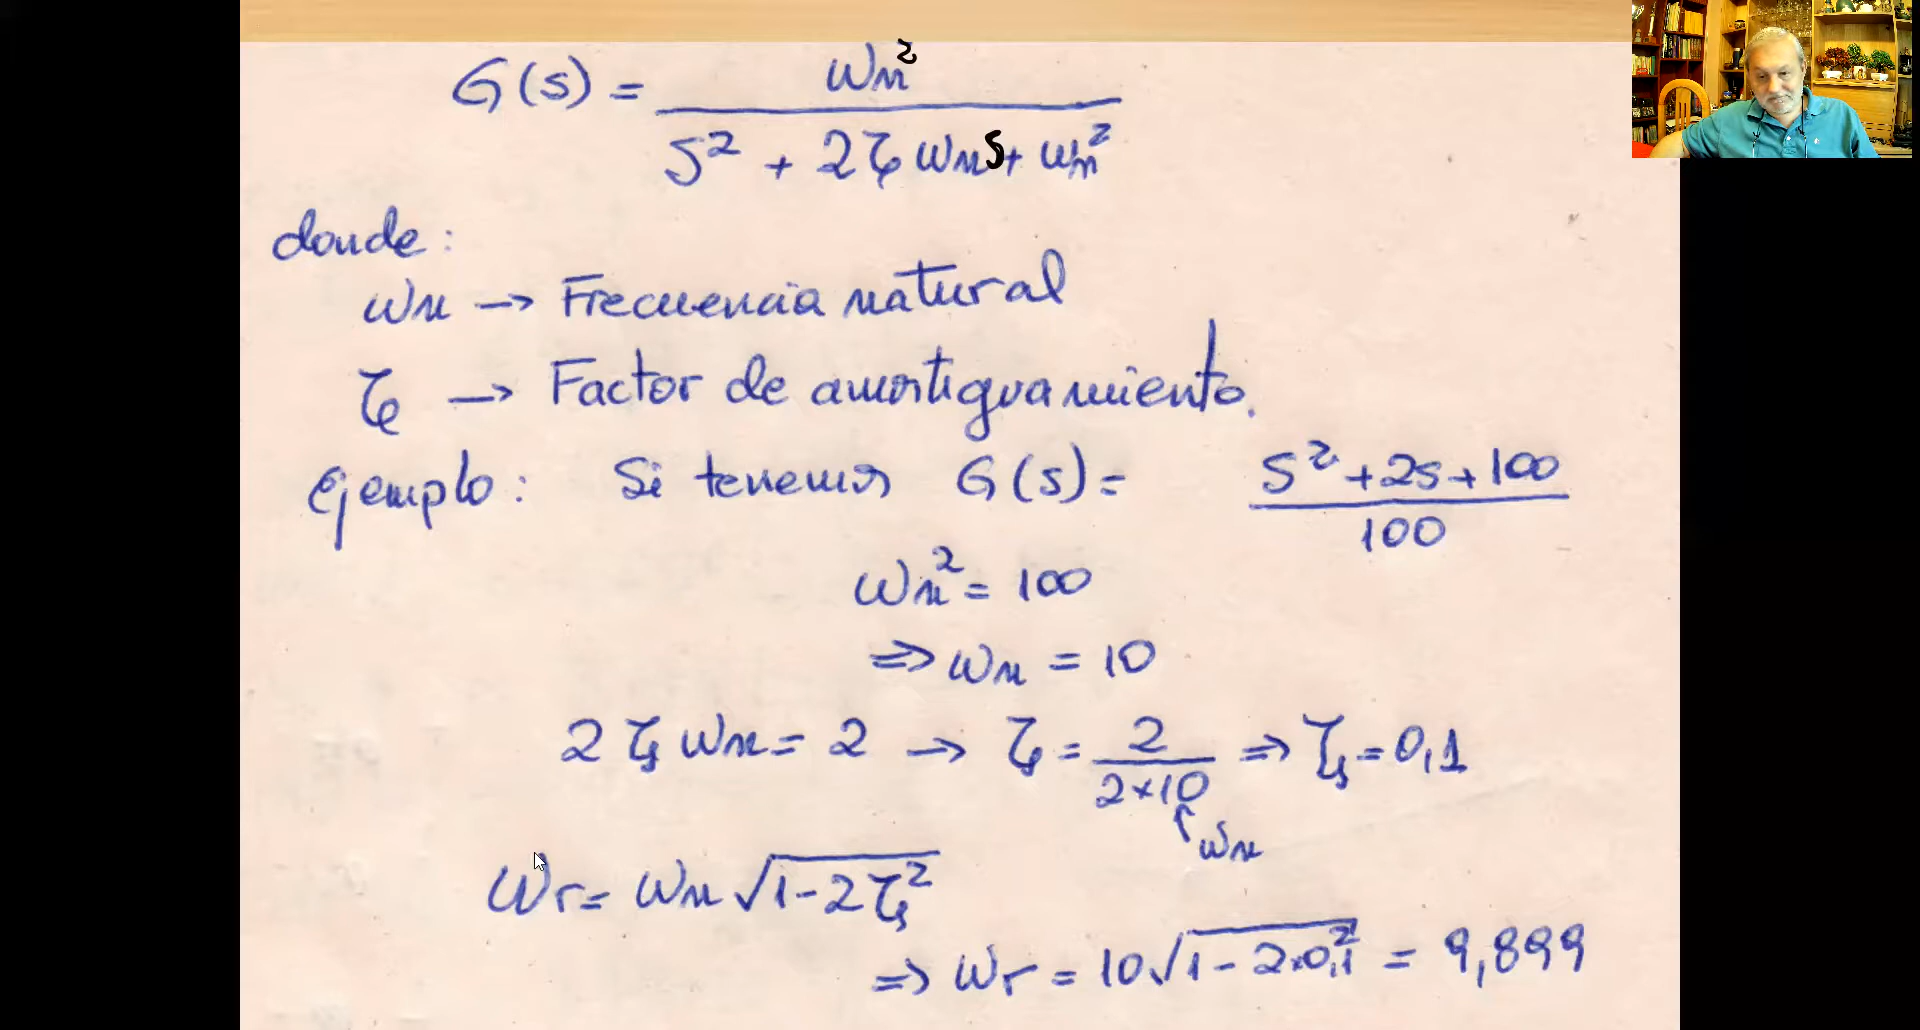 G(s) = ωn² / (S² + 2ζωnS + ωn²)
donde:
ωn → Frecuencia natural
ζ → Factor de amortiguamiento.
Ejemplo: Si tenemos G(s) = (S² + 2S + 100) / 100
ωn² = 100
⇒ ωn = 10
2ζωn = 2 → ζ = 2 / (2×10) ⇒ ζ = 0,1
ωn
ωr = ωn √(1 - 2ζ²)
⇒ ωr = 10√(1 - 2×0,1²) = 9,899